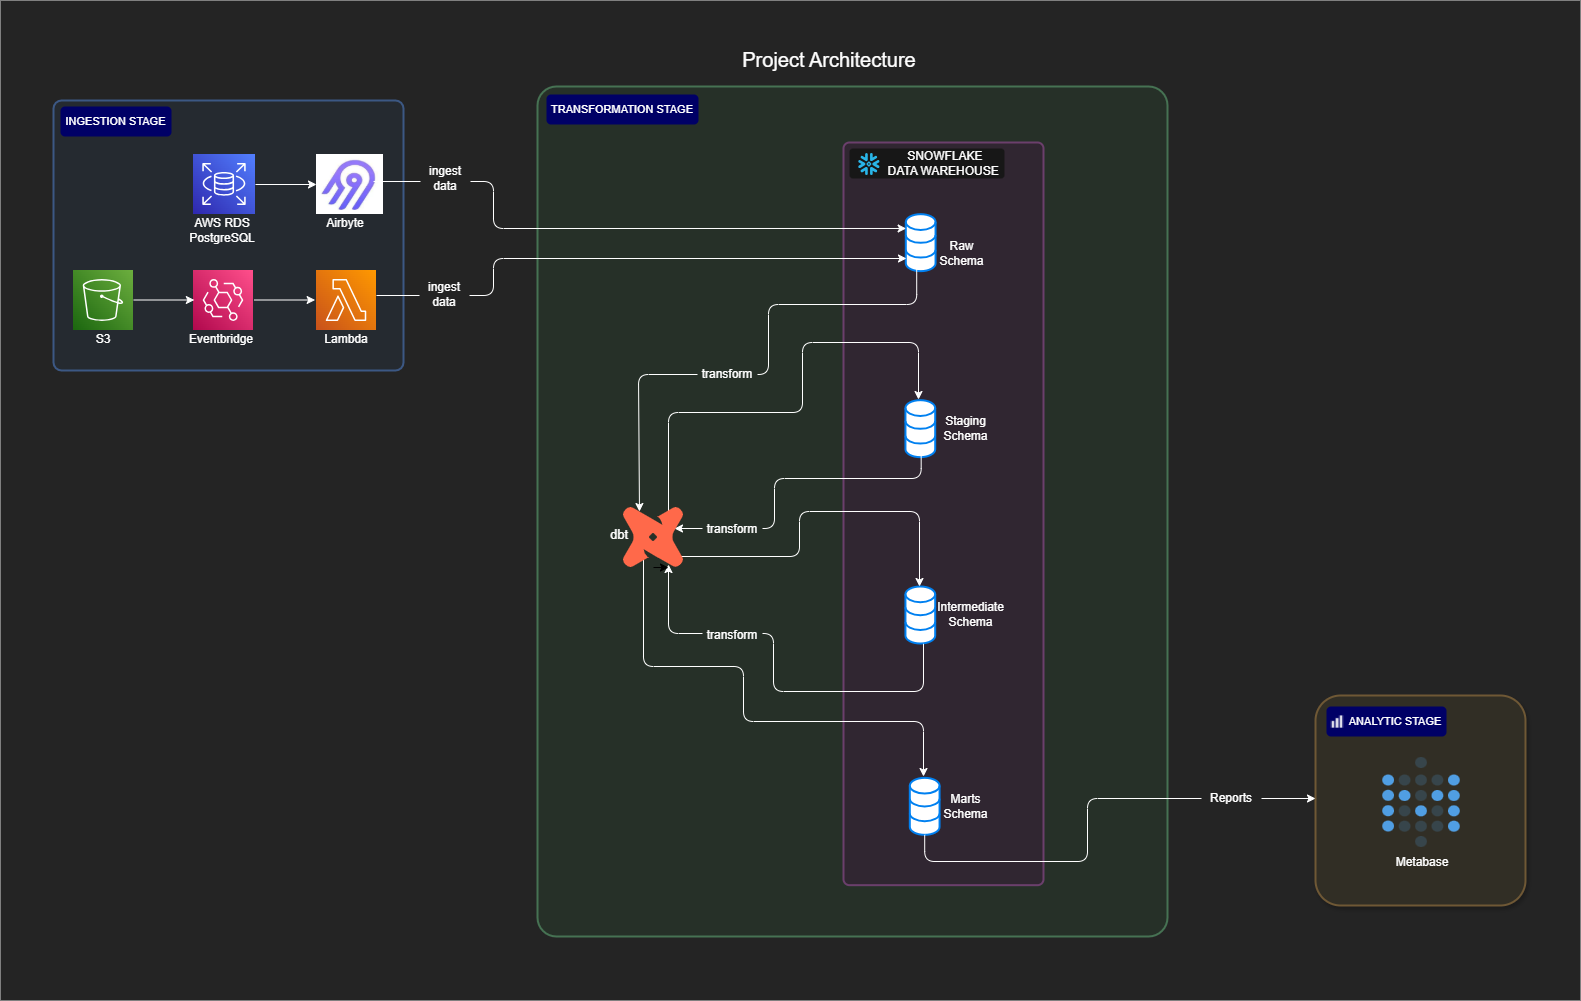 Project Architecture
INGESTION STAGE
AWS RDS
PostgreSQL
Airbyte
S3
Eventbridge
Lambda
ingest
data
ingest
data
TRANSFORMATION STAGE
SNOWFLAKE
DATA WAREHOUSE
Raw
Schema
transform
Staging
Schema
dbt
transform
Intermediate
Schema
transform
Marts
Schema
Reports
ANALYTIC STAGE
Metabase